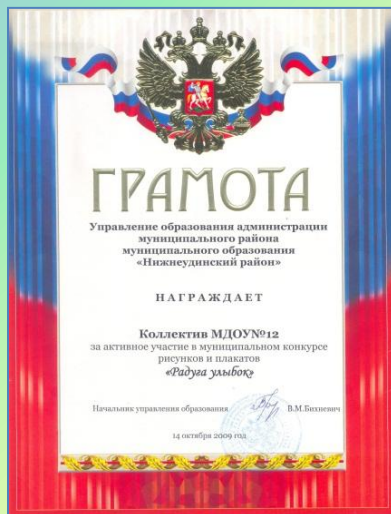 ГРАМОТА
Управление образования администрации
муниципального района
муниципального образования
«Нижнеудинский район»
НАГРАЖДАЕТ
Коллектив МДОУ№12
за активное участие в муниципальном конкурсе
рисунков и плакатов
«Радуга улыбок»
Начальник управления образования В.М.Бихневич
14 октября 2009 год